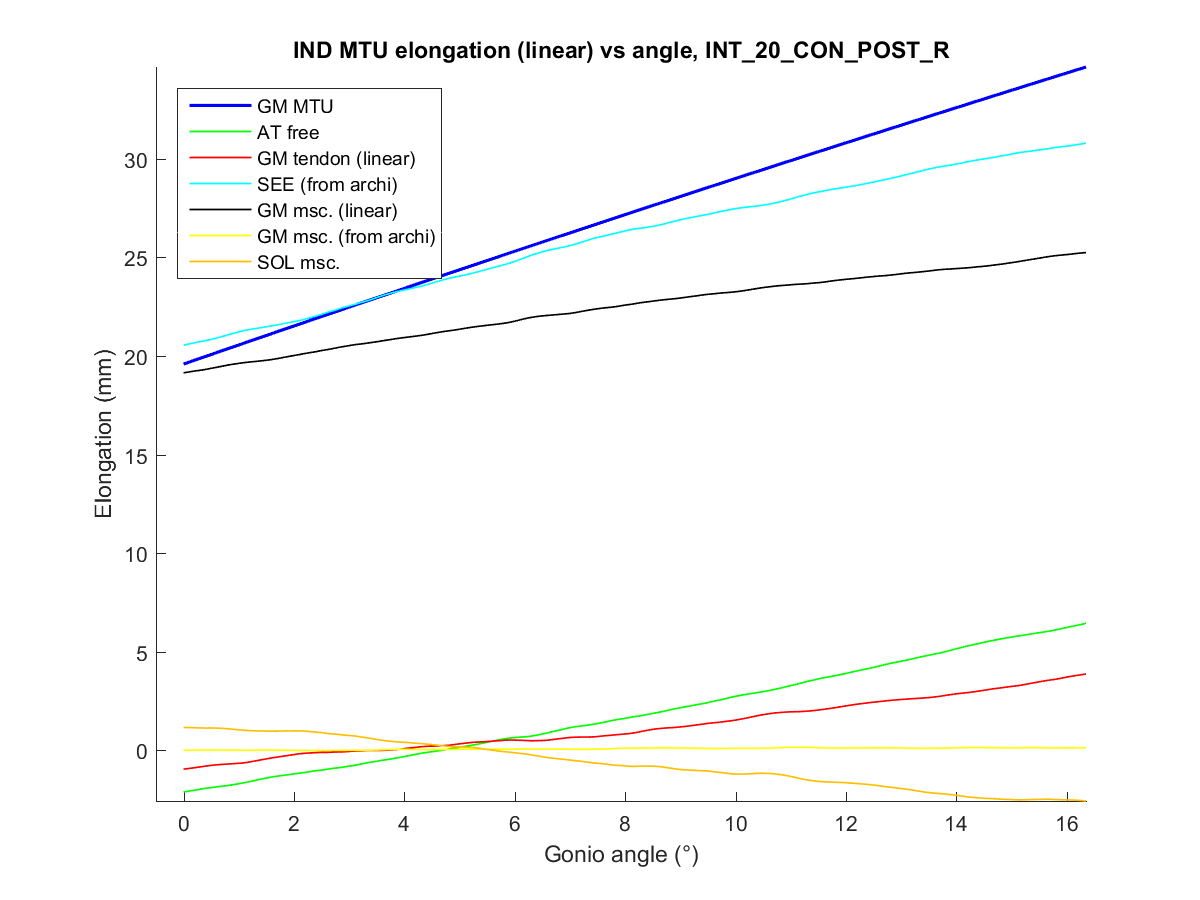 IND MTU elongation (linear) vs angle, INT_20_CON_POST_R
GM MTU
AT free
GM tendon (linear)
SEE (from archi)
GM msc. (linear)
GM msc. (from archi)
SOL msc.
Elongation (mm)
30
25
20
15
10
5
0
0 2 4 6 8 10 12 14 16
Gonio angle (°)